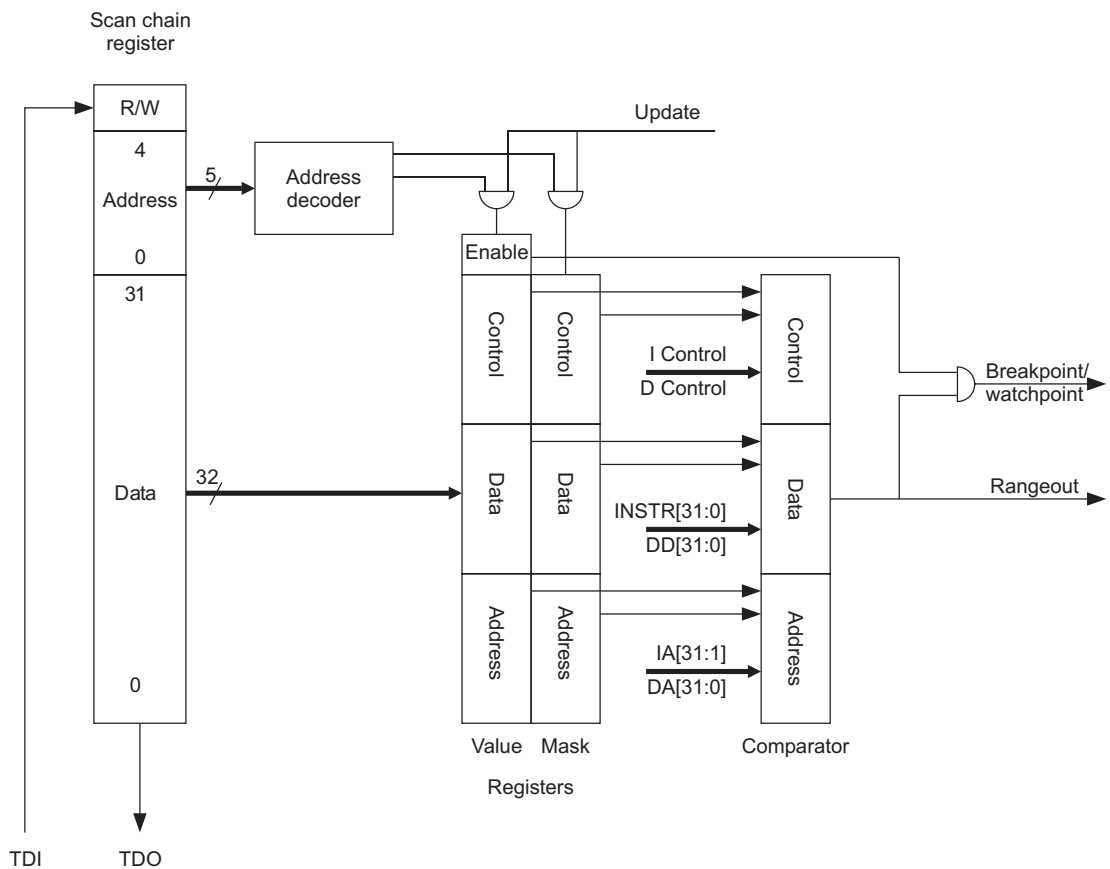 Scan chain
register
R/W
Update
4
5
Address
Address
decoder
0
Enable
31
Control
Control
Control
I Control
D Control
Breakpoint/
watchpoint
32
Data
Data
Data
Data
INSTR[31:0]
DD[31:0]
Rangeout
Address
Address
Address
IA[31:1]
DA[31:0]
0
Value
Mask
Comparator
Registers
TDI
TDO